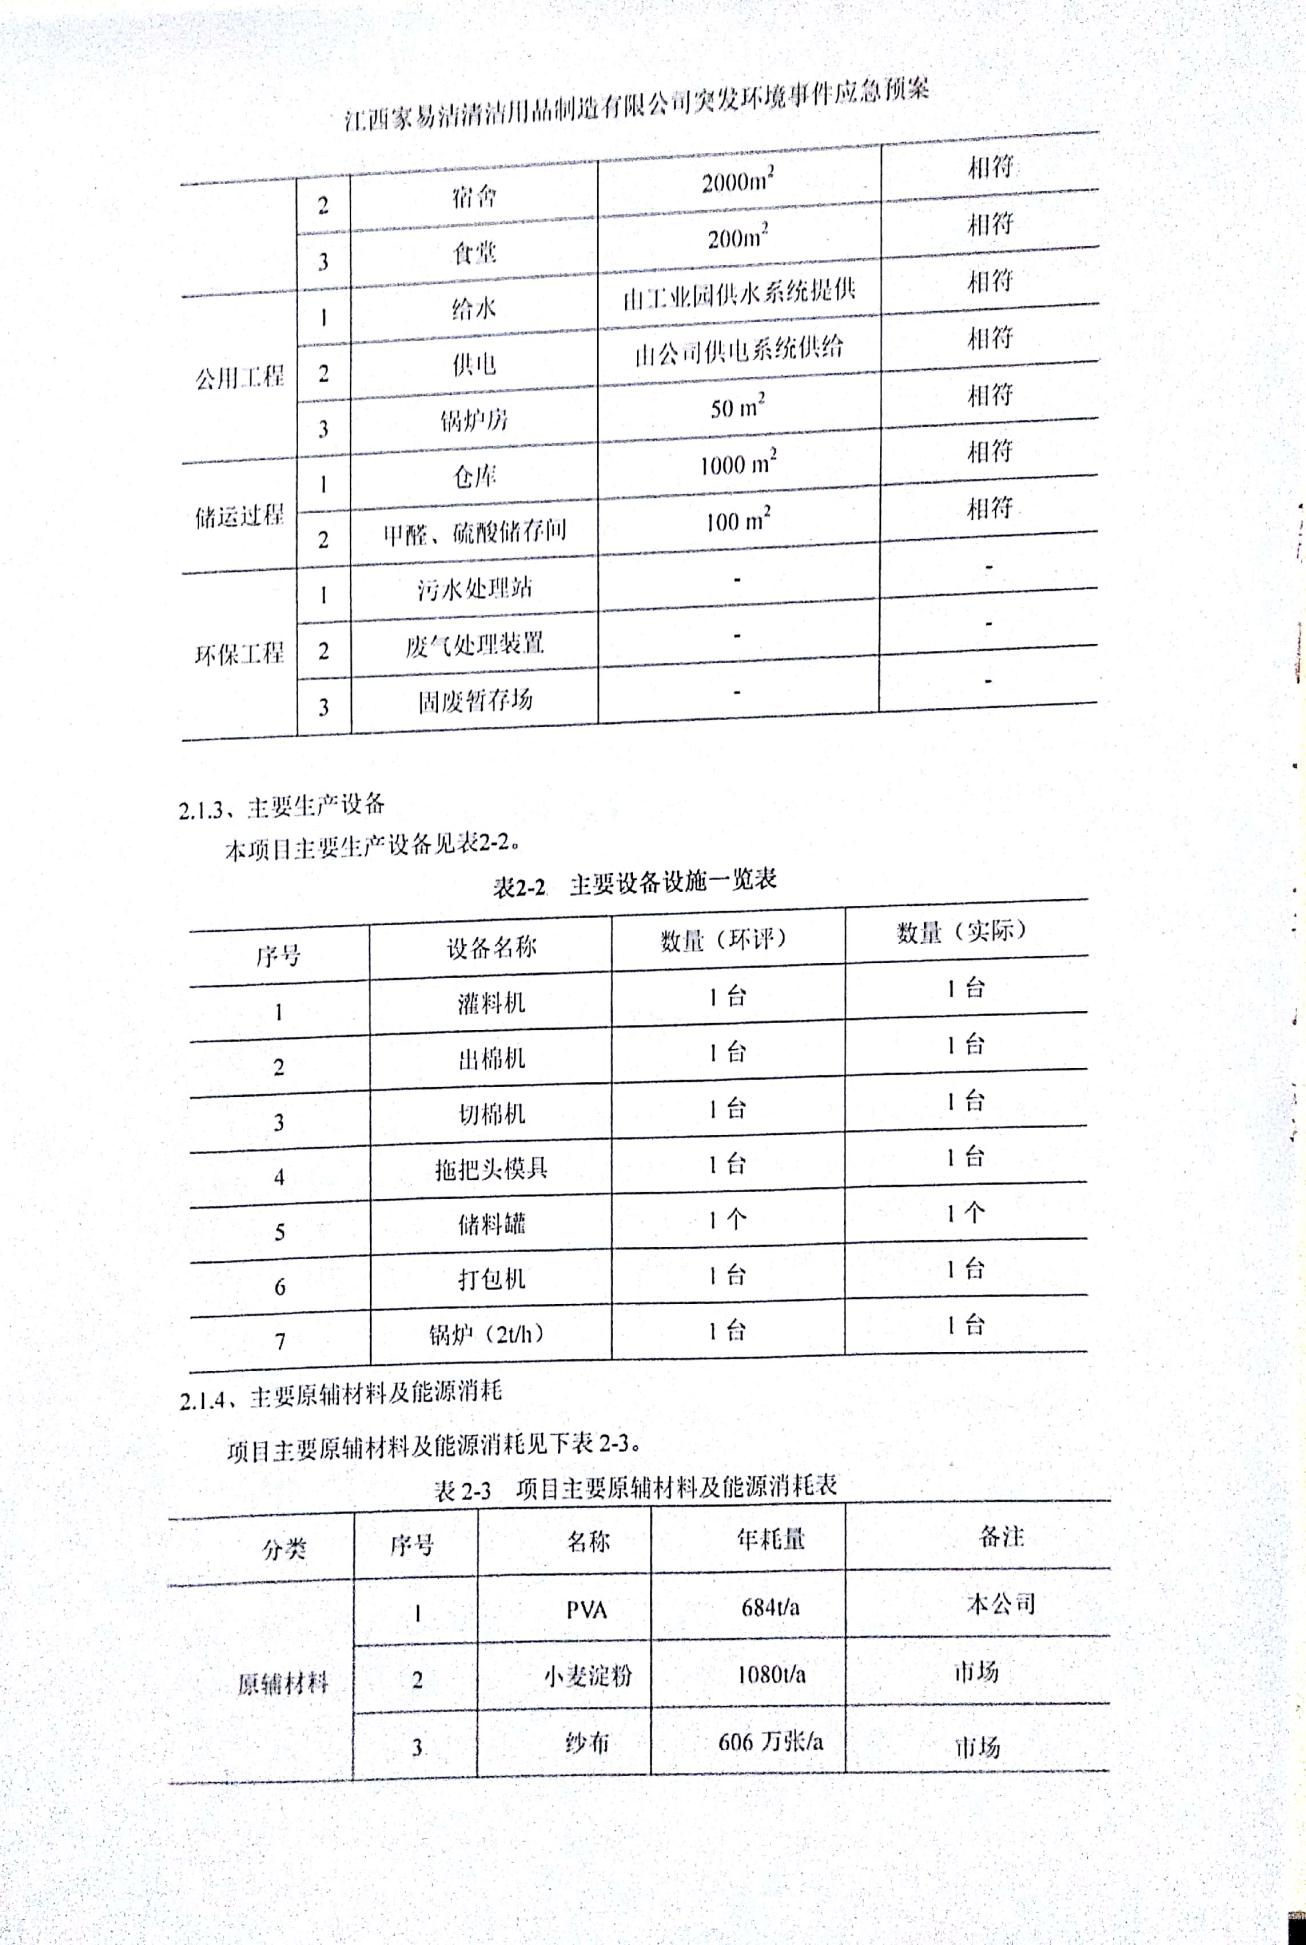 江西家易洁清洁用品制造有限公司突发环境事件应急预案
2 宿舍 2000m² 相符
3 食堂 200m² 相符
公用工程 1 给水 由工业园供水系统提供 相符
2 供电 由公司供电系统供给 相符
3 锅炉房 50 m² 相符
储运过程 1 仓库 1000 m² 相符
2 甲醛、硫酸储存间 100 m² 相符
环保工程 1 污水处理站 - -
2 废气处理装置 - -
3 固废暂存场 - -
2.1.3、主要生产设备
本项目主要生产设备见表2-2。
表2-2 主要设备设施一览表
序号 设备名称 数量（环评） 数量（实际）
1 灌料机 1台 1台
2 出棉机 1台 1台
3 切棉机 1台 1台
4 拖把头模具 1台 1台
5 储料罐 1个 1个
6 打包机 1台 1台
7 锅炉（2t/h） 1台 1台
2.1.4、主要原辅材料及能源消耗
项目主要原辅材料及能源消耗见下表 2-3。
表 2-3 项目主要原辅材料及能源消耗表
分类 序号 名称 年耗量 备注
原辅材料 1 PVA 684t/a 本公司
2 小麦淀粉 1080t/a 市场
3 纱布 606 万张/a 市场